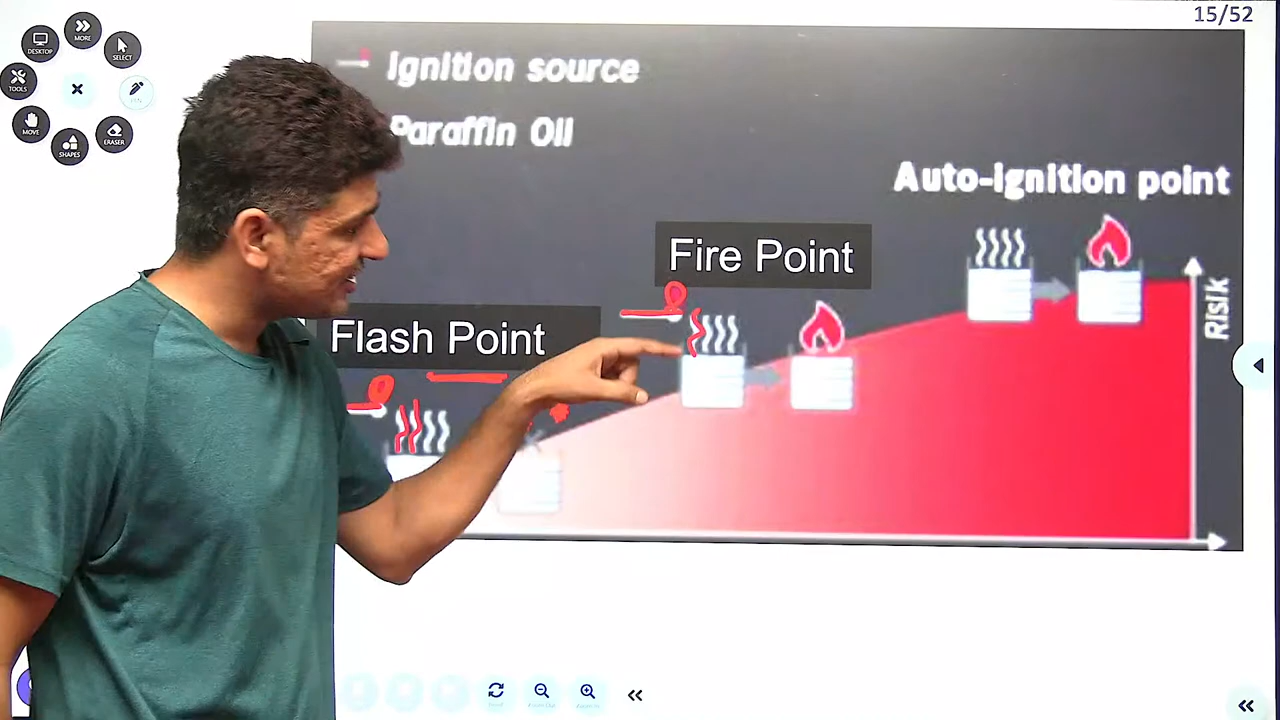 15/52
MORE
DESKTOP
SELECT
TOOLS
MOVE
ERASER
SHAPES
Ignition source
Paraffin Oil
Auto-ignition point
Fire Point
Flash Point
Risk